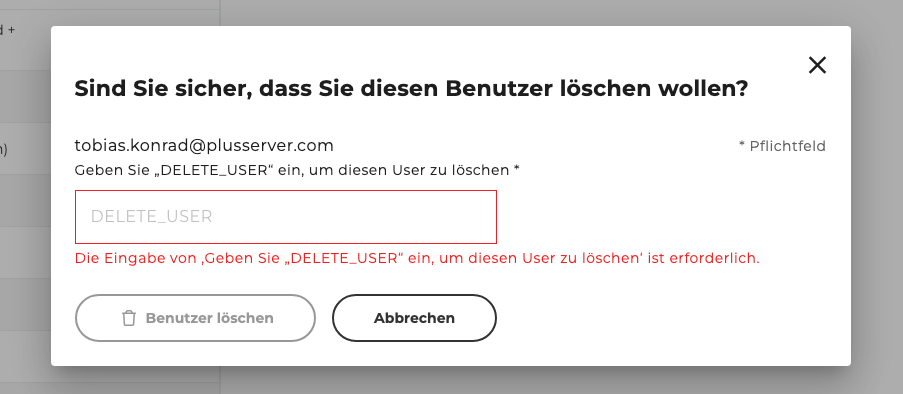 d +
Sind Sie sicher, dass Sie diesen Benutzer löschen wollen?
tobias.konrad@plusserver.com
* Pflichtfeld
Geben Sie „DELETE_USER“ ein, um diesen User zu löschen *
DELETE_USER
Die Eingabe von ‚Geben Sie „DELETE_USER“ ein, um diesen User zu löschen‘ ist erforderlich.
Benutzer löschen
Abbrechen